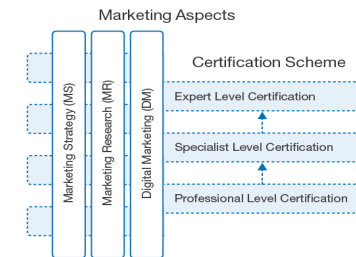 Marketing Aspects
Marketing Strategy (MS)
Marketing Research (MR)
Digital Marketing (DM)
Certification Scheme
Expert Level Certification
Specialist Level Certification
Professional Level Certification